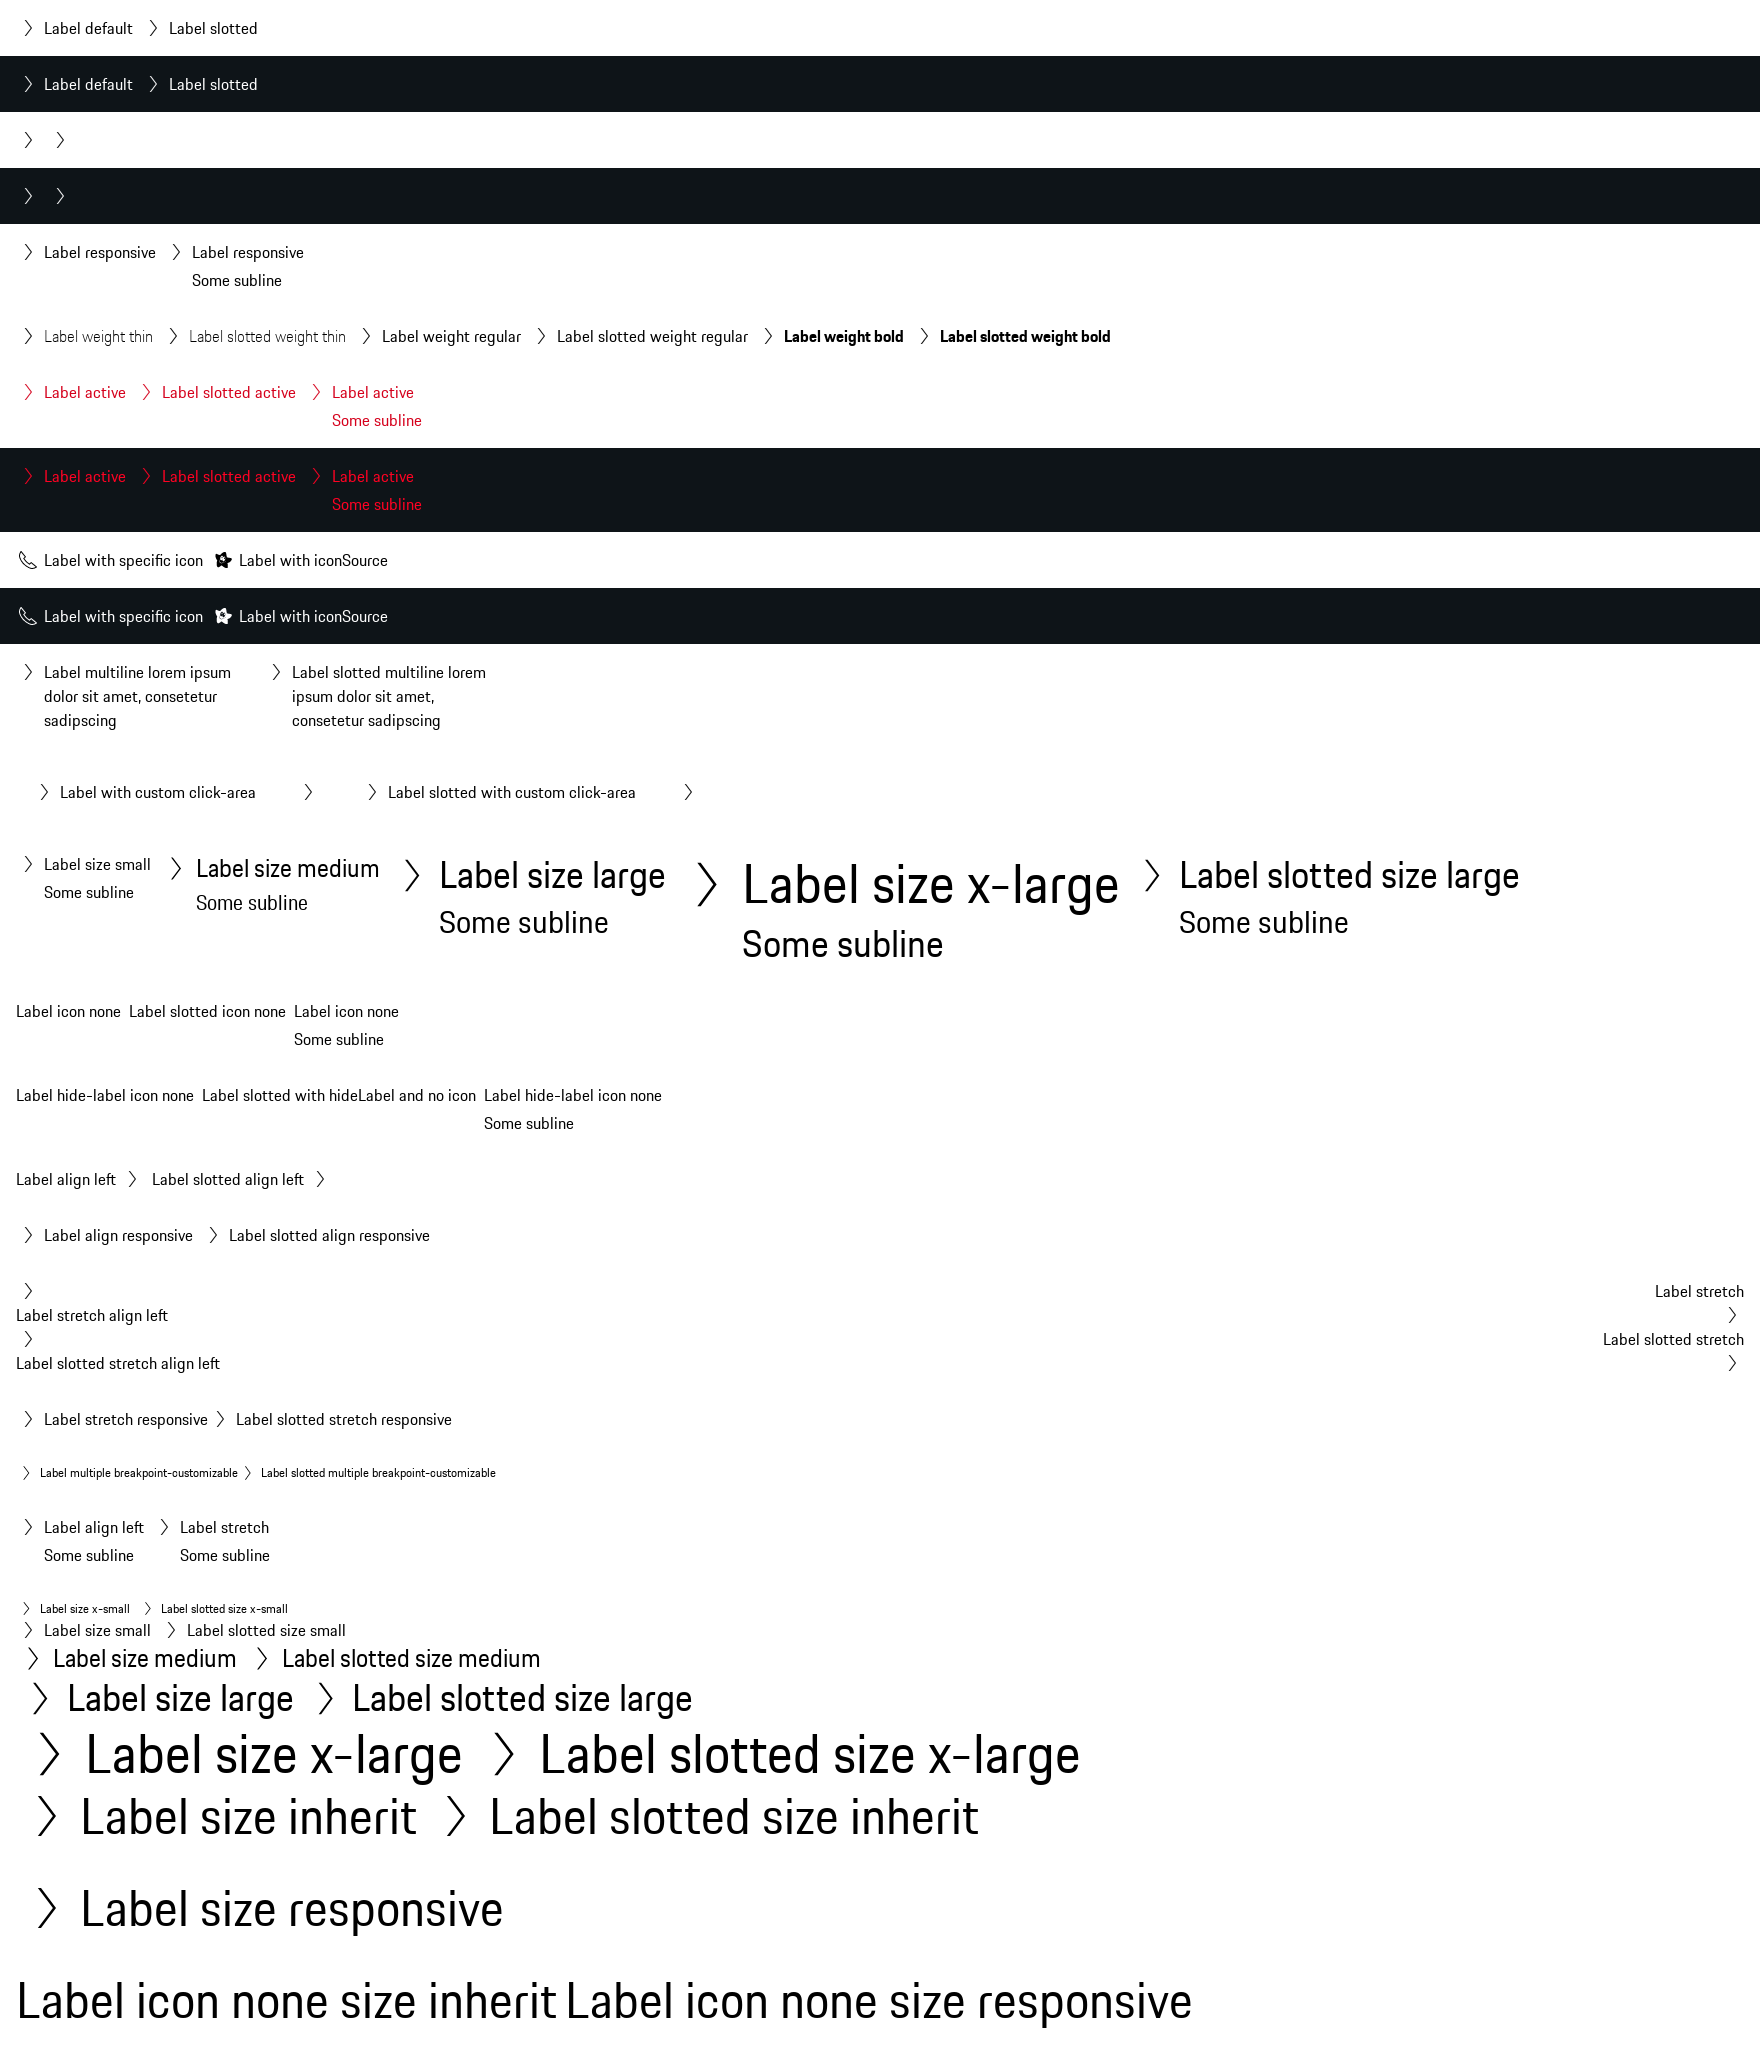 Label default Label slotted
Label default Label slotted
Label responsive Label responsive
Some subline
Label weight thin Label slotted weight thin Label weight regular Label slotted weight regular Label weight bold Label slotted weight bold
Label active Label slotted active Label active
Some subline
Label active Label slotted active Label active
Some subline
Label with specific icon Label with iconSource
Label with specific icon Label with iconSource
Label multiline lorem ipsum Label slotted multiline lorem
dolor sit amet, consetetur ipsum dolor sit amet,
sadipscing consetetur sadipscing
Label with custom click-area Label slotted with custom click-area
Label size small Label size medium Label size large Label size x-large Label slotted size large
Some subline Some subline Some subline Some subline Some subline
Label icon none Label slotted icon none Label icon none
Some subline
Label hide-label icon none Label slotted with hideLabel and no icon Label hide-label icon none
Some subline
Label align left Label slotted align left
Label align responsive Label slotted align responsive
Label stretch
Label stretch align left
Label slotted stretch
Label slotted stretch align left
Label stretch responsive Label slotted stretch responsive
Label multiple breakpoint-customizable Label slotted multiple breakpoint-customizable
Label align left Label stretch
Some subline Some subline
Label size x-small Label slotted size x-small
Label size small Label slotted size small
Label size medium Label slotted size medium
Label size large Label slotted size large
Label size x-large Label slotted size x-large
Label size inherit Label slotted size inherit
Label size responsive
Label icon none size inherit Label icon none size responsive